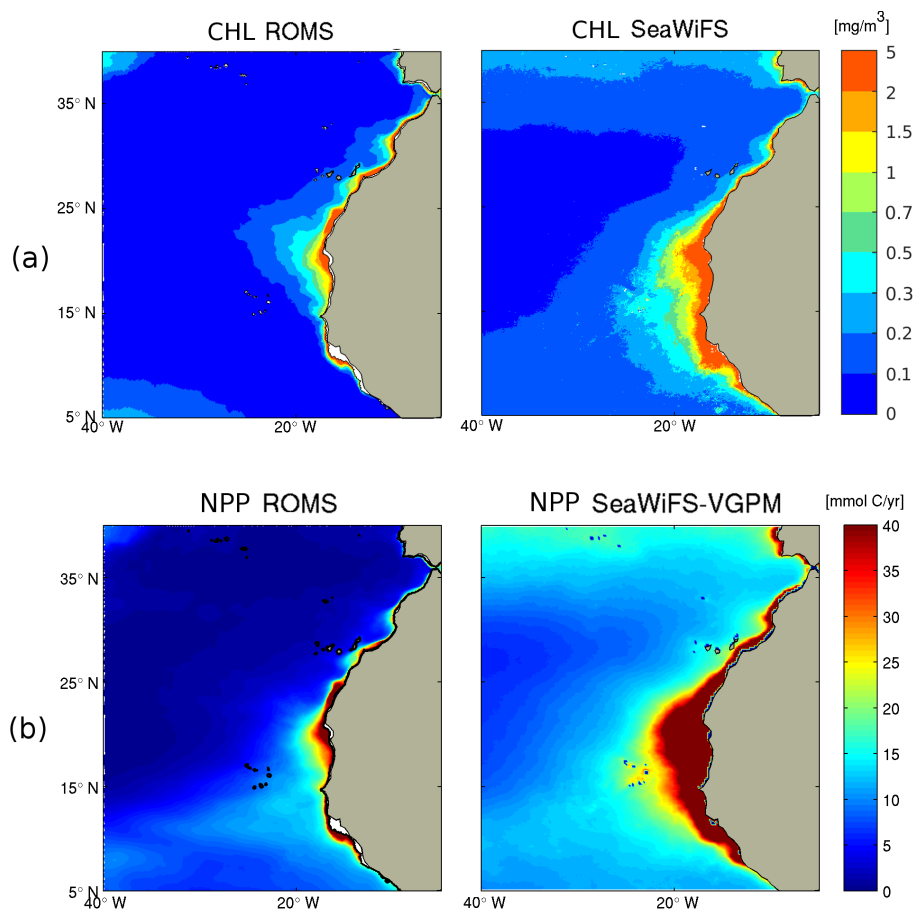 CHL ROMS
CHL SeaWiFS
[mg/m³]
35° N
25° N
15° N
5° N
40° W
20° W
40° W
20° W
5
2
1.5
1
0.7
0.5
0.3
0.2
0.1
0
(a)
NPP ROMS
NPP SeaWiFS-VGPM
[mmol C/yr]
35° N
25° N
15° N
5° N
40° W
20° W
40° W
20° W
40
35
30
25
20
15
10
5
0
(b)